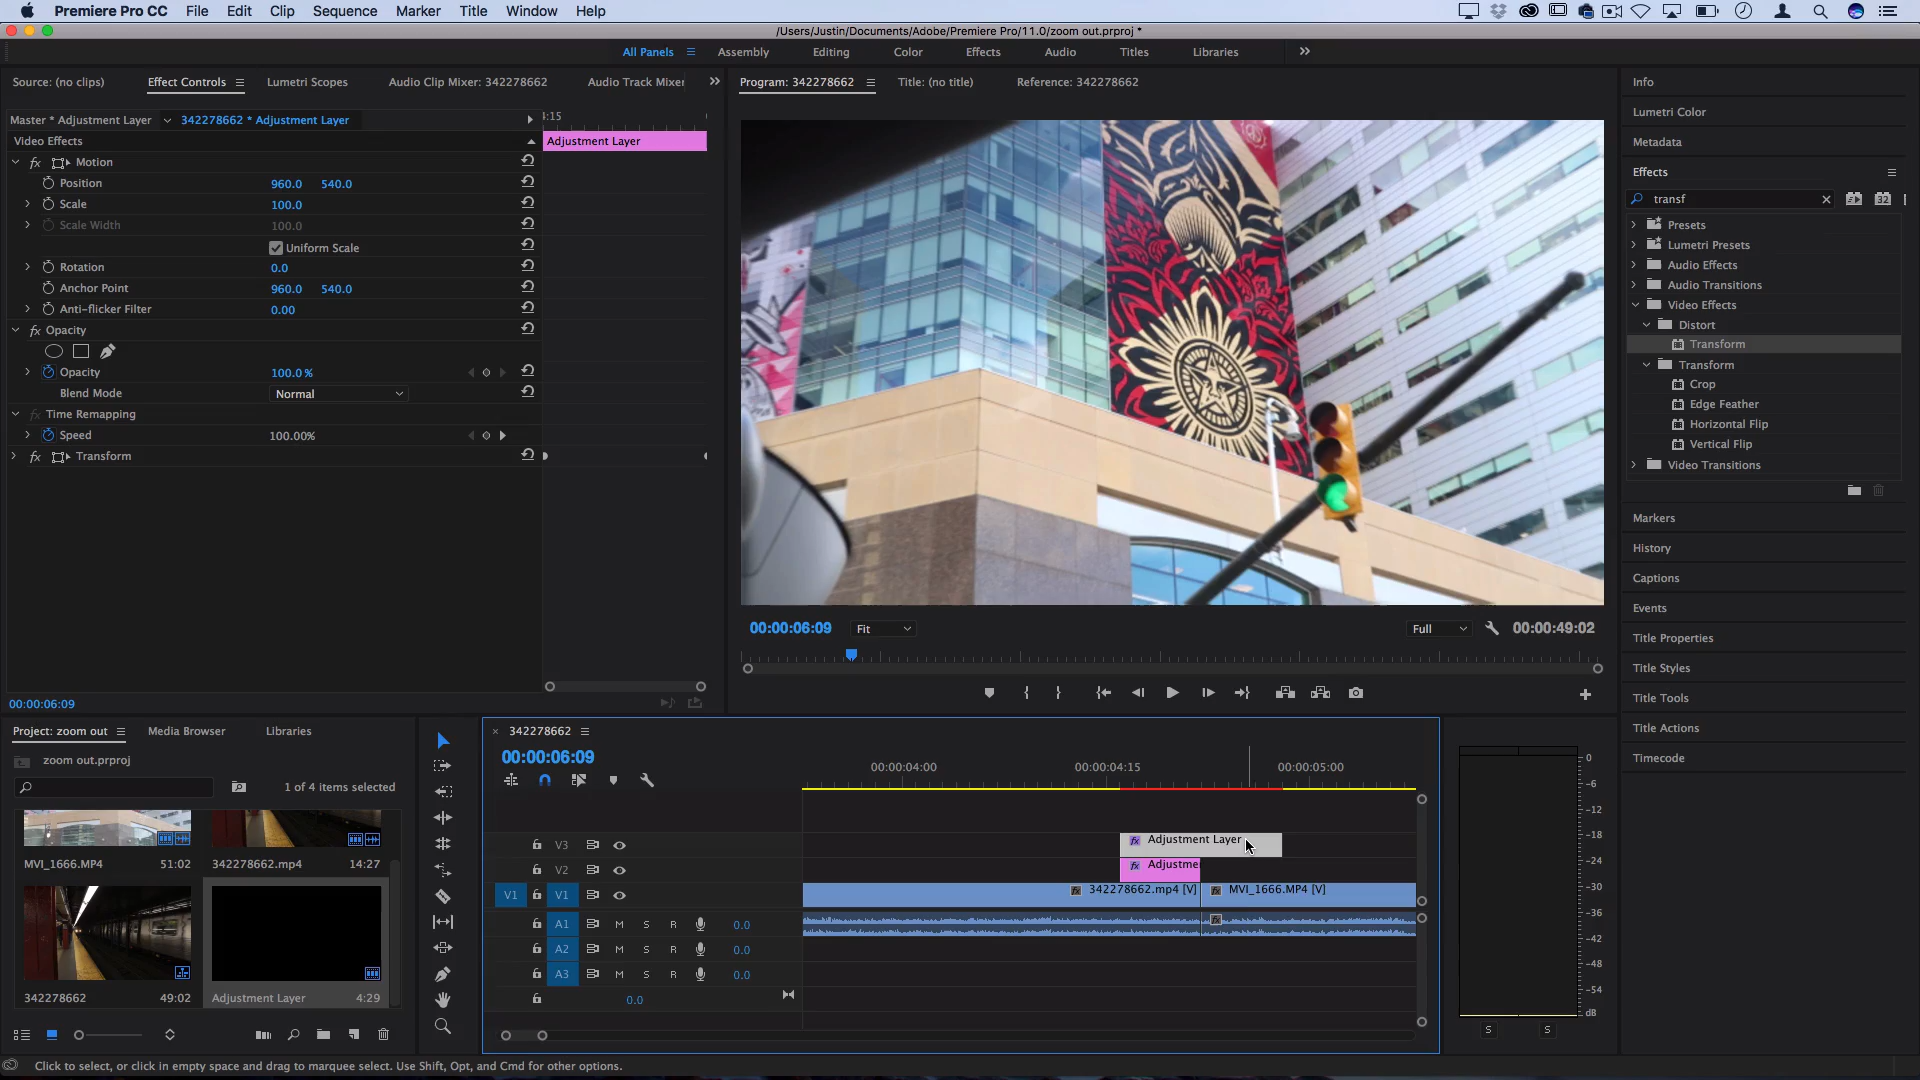 Premiere Pro CC File Edit Clip Sequence Marker Title Window Help
/Users/Justin/Documents/Adobe/Premiere Pro/11.0/zoom out.prproj *
All Panels Assembly Editing Color Effects Audio Titles Libraries
Source: (no clips) Effect Controls Lumetri Scopes Audio Clip Mixer: 342278662 Audio Track Mixer
Program: 342278662 Title: (no title) Reference: 342278662
Master * Adjustment Layer 342278662 * Adjustment Layer
:15
Video Effects
Adjustment Layer
fx Motion
Position 960.0 540.0
Scale 100.0
Scale Width 100.0
Uniform Scale
Rotation 0.0
Anchor Point 960.0 540.0
Anti-flicker Filter 0.00
fx Opacity
Opacity 100.0 %
Blend Mode Normal
fx Time Remapping
Speed 100.00%
fx Transform
00:00:06:09
00:00:06:09 Fit Full 00:00:49:02
Info
Lumetri Color
Metadata
Effects
transf
32
Presets
Lumetri Presets
Audio Effects
Audio Transitions
Video Effects
Distort
Transform
Transform
Crop
Edge Feather
Horizontal Flip
Vertical Flip
Video Transitions
Markers
History
Captions
Events
Title Properties
Title Styles
Title Tools
Title Actions
Timecode
Project: zoom out Media Browser Libraries
zoom out.prproj
1 of 4 items selected
MVI_1666.MP4 51:02
342278662.mp4 14:27
342278662 49:02
Adjustment Layer 4:29
342278662
00:00:06:09
00:00:04:00 00:00:04:15 00:00:05:00
V3 fx Adjustment Layer
V2 fx Adjustme
V1 V1 fx 342278662.mp4 [V] fx MVI_1666.MP4 [V]
A1 M S R 0.0 fx
A2 M S R 0.0
A3 M S R 0.0
0.0
0
-6
-12
-18
-24
-30
-36
-42
-48
-54
dB
S S
Click to select, or click in empty space and drag to marquee select. Use Shift, Opt, and Cmd for other options.